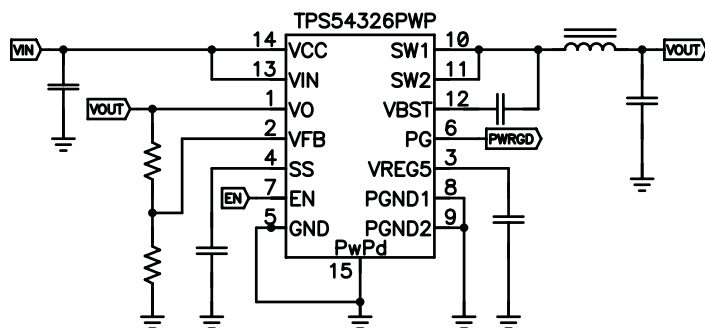 TPS54326PWP
VIN 14 VCC SW1 10 VOUT
13 VIN SW2 11
VOUT 1 VO VBST 12
2 VFB PG 6 PWRGD
4 SS VREG5 3
EN 7 EN PGND1 8
5 GND PGND2 9
PwPd
15